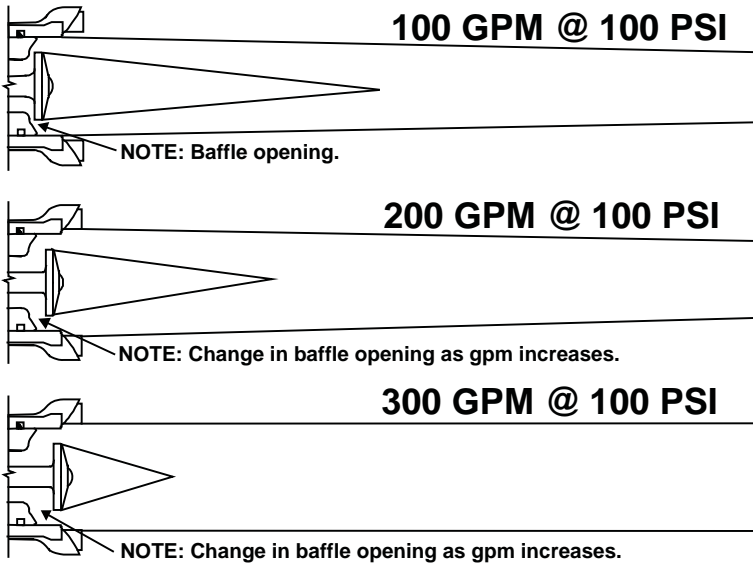 100 GPM @ 100 PSI
NOTE: Baffle opening.
200 GPM @ 100 PSI
NOTE: Change in baffle opening as gpm increases.
300 GPM @ 100 PSI
NOTE: Change in baffle opening as gpm increases.